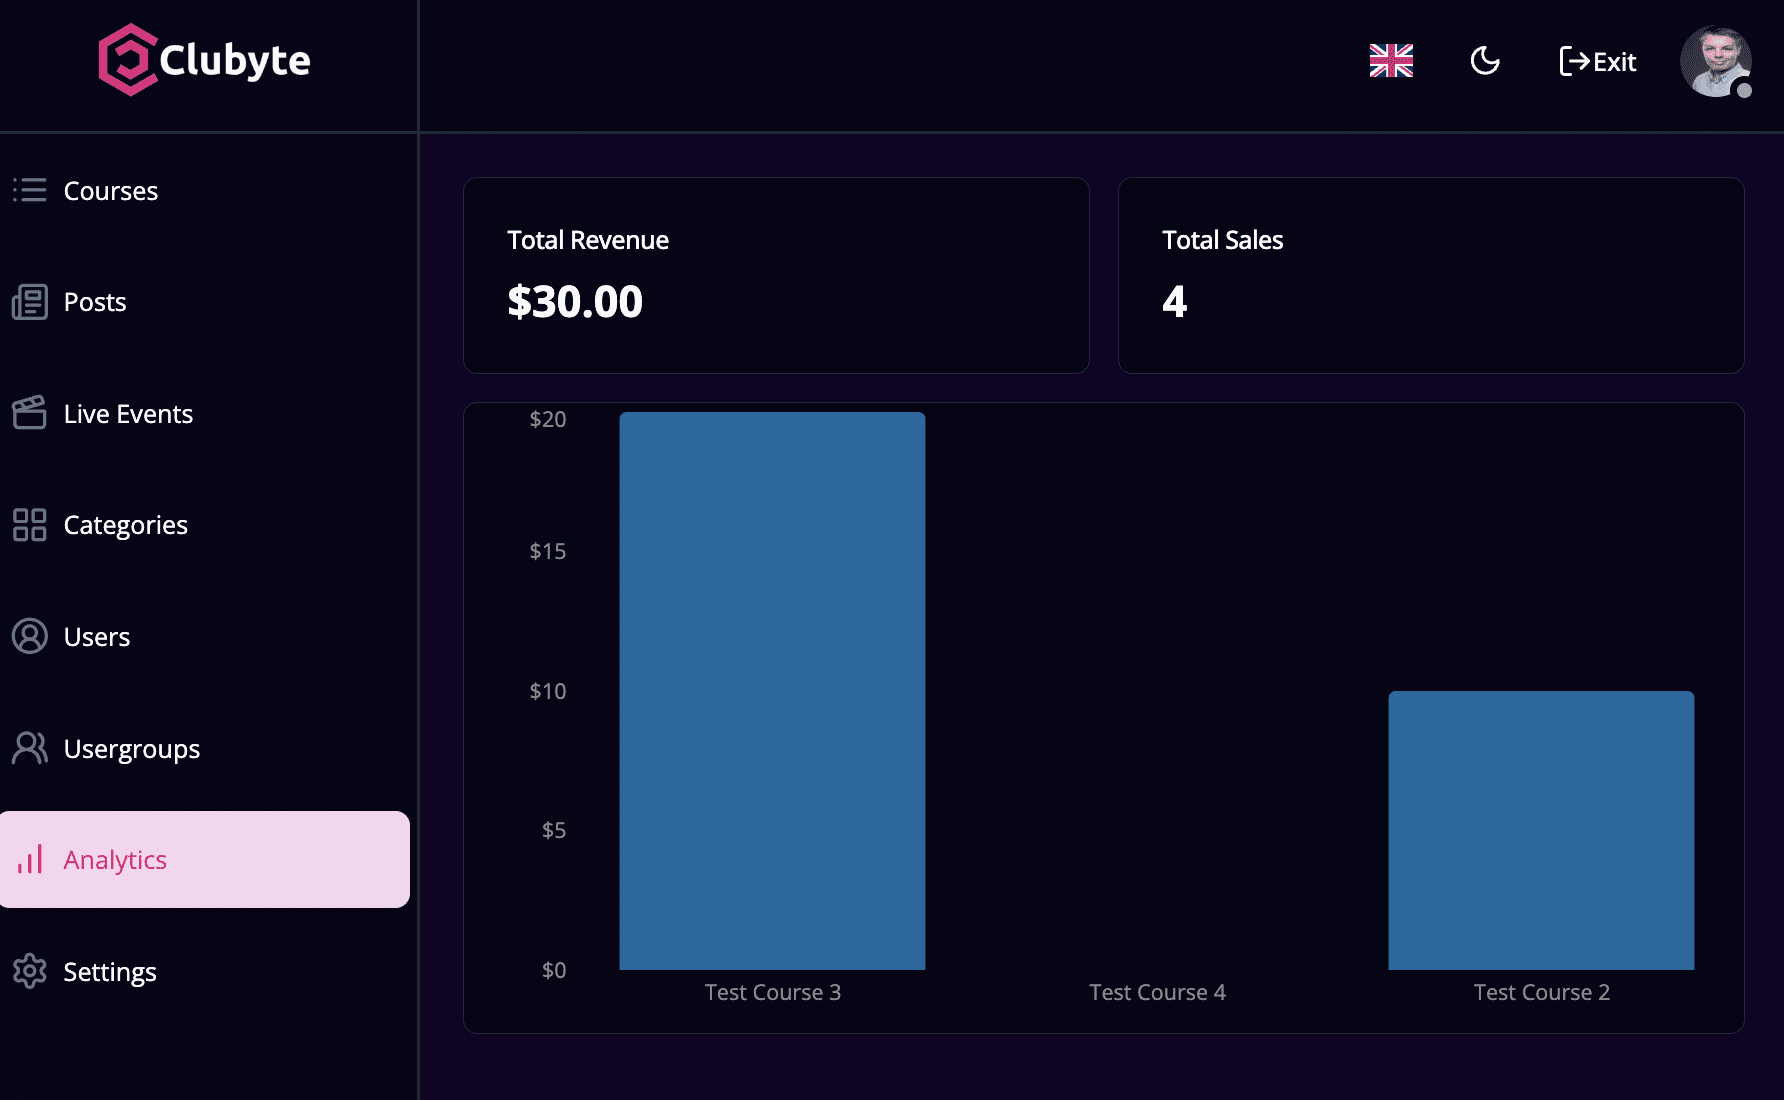 Clubyte
Exit
Courses
Posts
Live Events
Categories
Users
Usergroups
Analytics
Settings
Total Revenue
$30.00
Total Sales
4
$20
$15
$10
$5
$0
Test Course 3
Test Course 4
Test Course 2